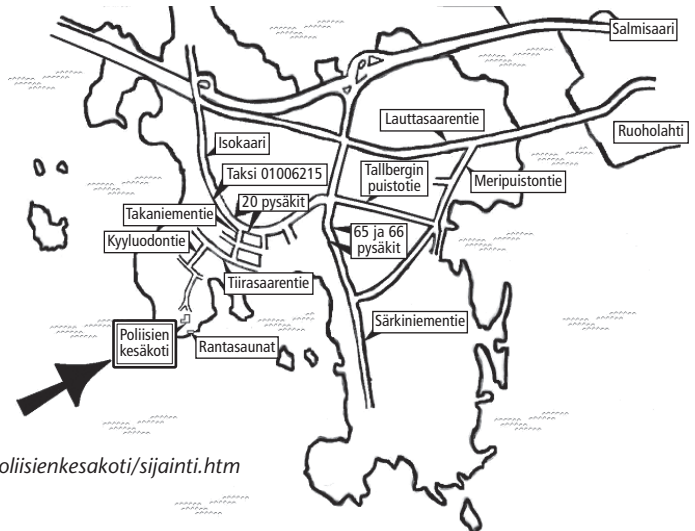 Salmisaari
Lauttasaarentie
Ruoholahti
Isokaari
Taksi 01006215
Tallbergin
puistotie
Meripuistontie
20 pysäkit
Takaniementie
65 ja 66
pysäkit
Kyyluodontie
Tiirasaarentie
Särkiniementie
Poliisien
kesäkoti
Rantasaunat
oliisienkesakoti/sijainti.htm